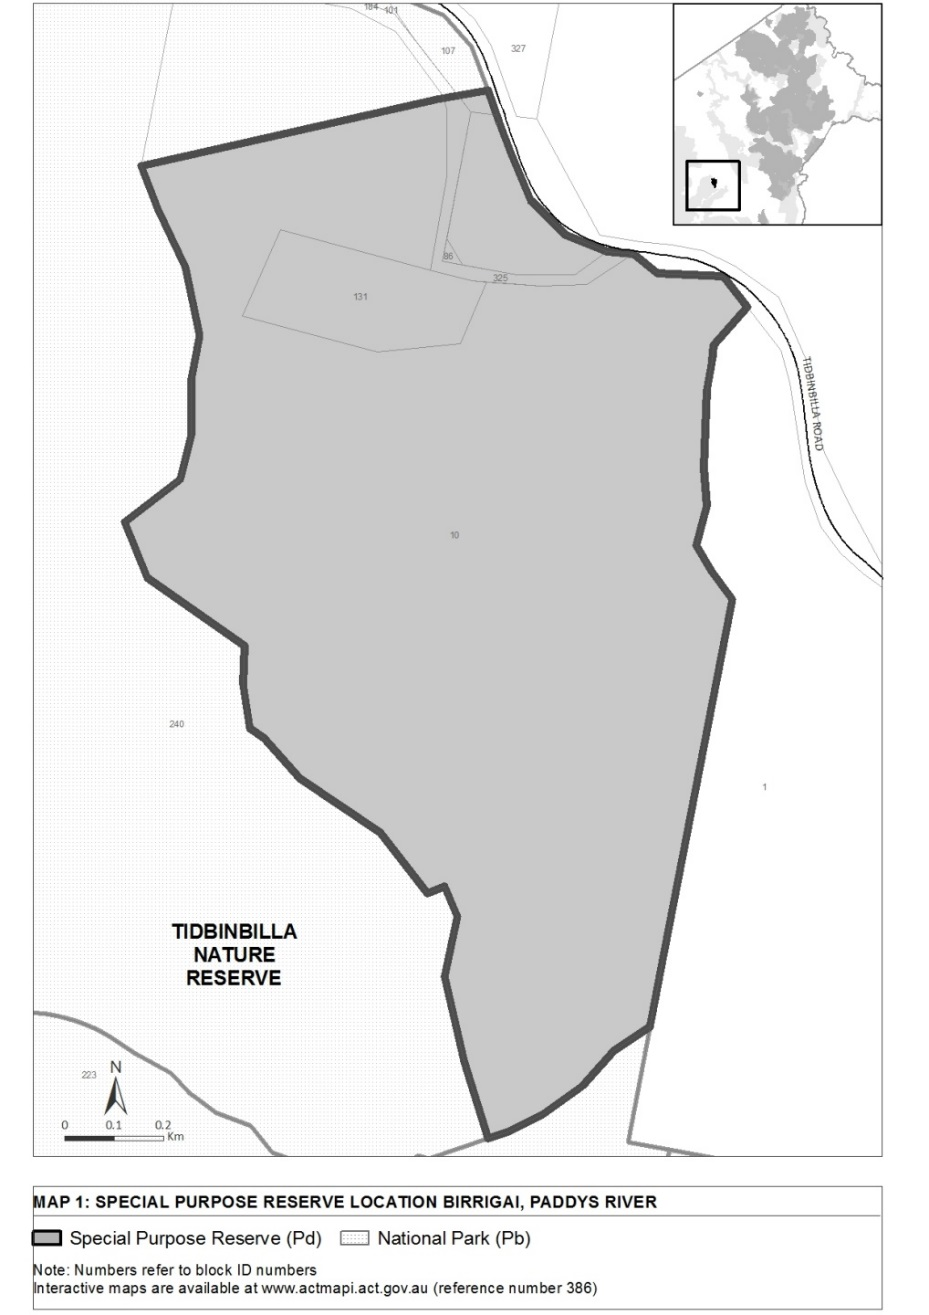 184 101
107
327
86
325
131
TIDBINBILLA ROAD
10
240
1
TIDBINBILLA
NATURE
RESERVE
223
N
0 0.1 0.2
Km
MAP 1: SPECIAL PURPOSE RESERVE LOCATION BIRRIGAI, PADDYS RIVER
Special Purpose Reserve (Pd) National Park (Pb)
Note: Numbers refer to block ID numbers
Interactive maps are available at www.actmapi.act.gov.au (reference number 386)